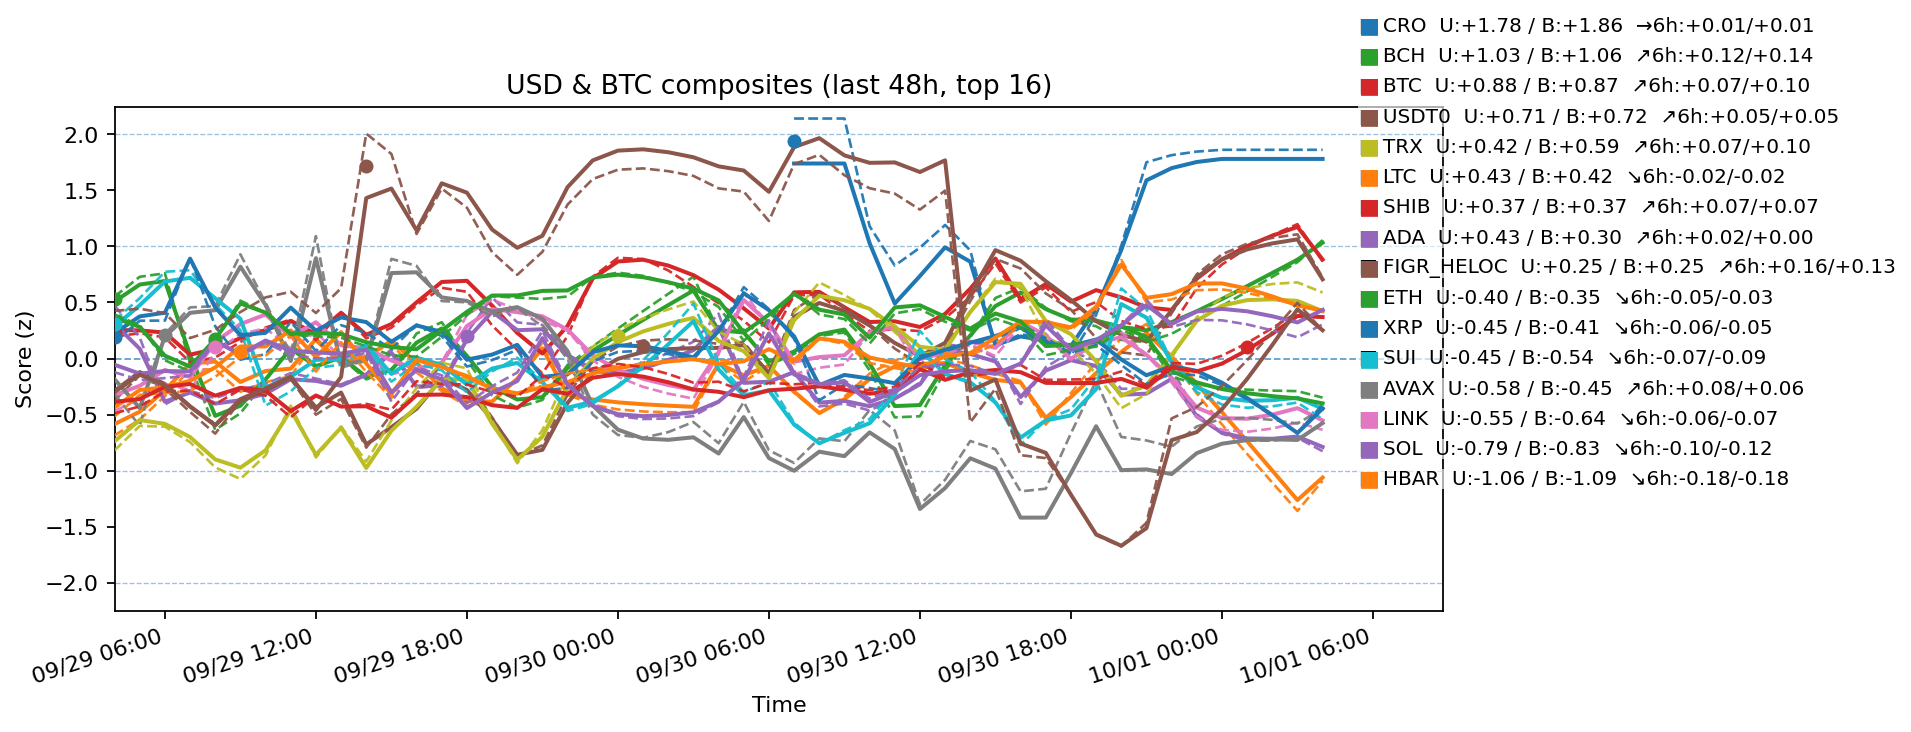 USD & BTC composites (last 48h, top 16)
CRO  U:+1.78 / B:+1.86  →6h:+0.01/+0.01
BCH  U:+1.03 / B:+1.06  ↗6h:+0.12/+0.14
BTC  U:+0.88 / B:+0.87  ↗6h:+0.07/+0.10
USDT0  U:+0.71 / B:+0.72  ↗6h:+0.05/+0.05
TRX  U:+0.42 / B:+0.59  ↗6h:+0.07/+0.10
LTC  U:+0.43 / B:+0.42  ↘6h:-0.02/-0.02
SHIB  U:+0.37 / B:+0.37  ↗6h:+0.07/+0.07
ADA  U:+0.43 / B:+0.30  ↗6h:+0.02/+0.00
FIGR_HELOC  U:+0.25 / B:+0.25  ↗6h:+0.16/+0.13
ETH  U:-0.40 / B:-0.35  ↘6h:-0.05/-0.03
XRP  U:-0.45 / B:-0.41  ↘6h:-0.06/-0.05
SUI  U:-0.45 / B:-0.54  ↘6h:-0.07/-0.09
AVAX  U:-0.58 / B:-0.45  ↗6h:+0.08/+0.06
LINK  U:-0.55 / B:-0.64  ↘6h:-0.06/-0.07
SOL  U:-0.79 / B:-0.83  ↘6h:-0.10/-0.12
HBAR  U:-1.06 / B:-1.09  ↘6h:-0.18/-0.18
Score (z)
2.0
1.5
1.0
0.5
0.0
−0.5
−1.0
−1.5
−2.0
09/29 06:00
09/29 12:00
09/29 18:00
09/30 00:00
09/30 06:00
09/30 12:00
09/30 18:00
10/01 00:00
10/01 06:00
Time